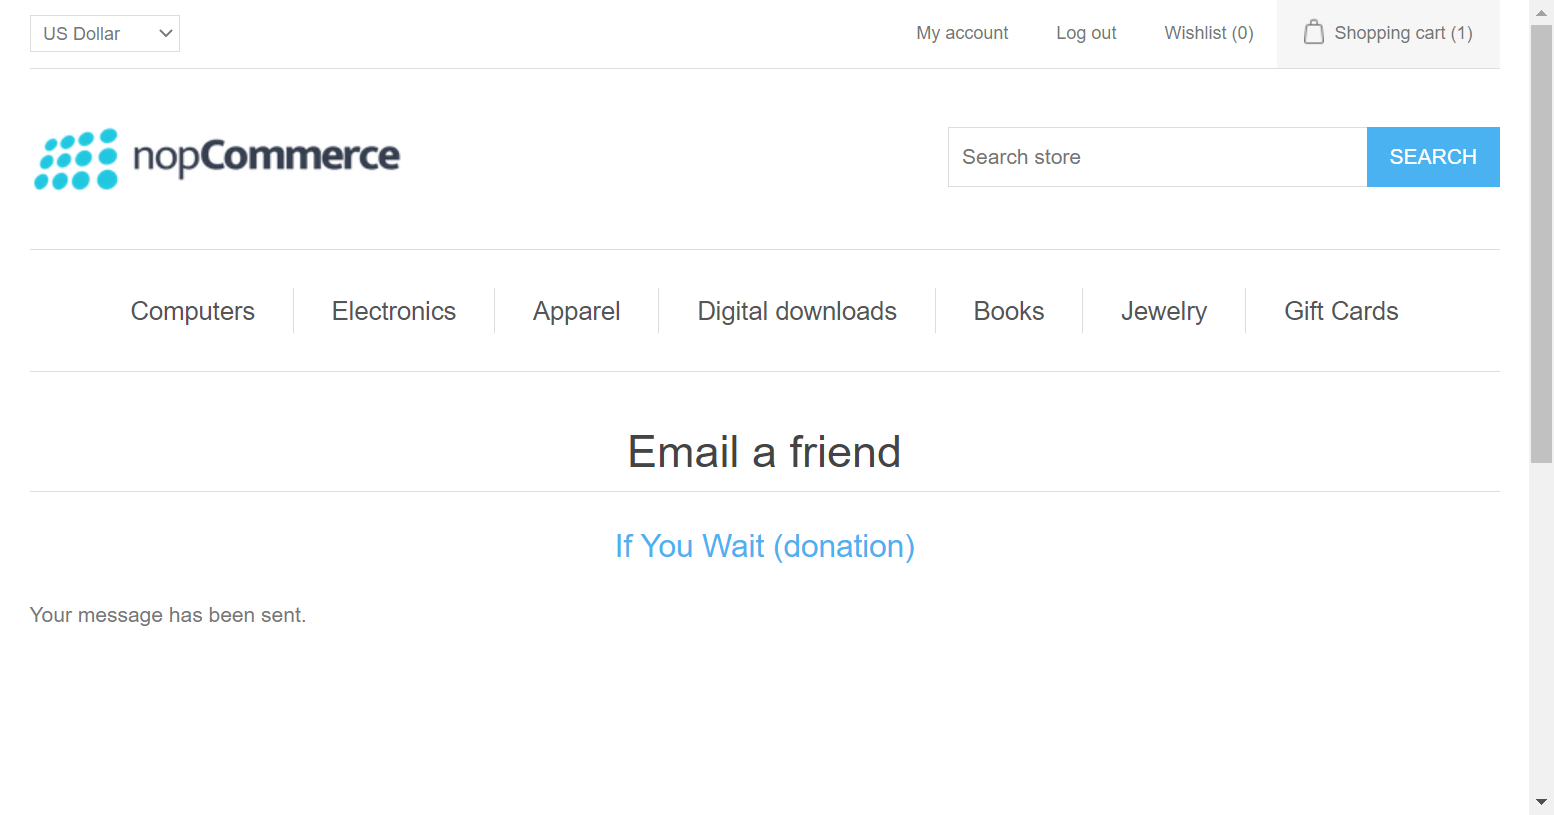 US Dollar
My account
Log out
Wishlist (0)
Shopping cart (1)
nopCommerce
Search store
SEARCH
Computers
Electronics
Apparel
Digital downloads
Books
Jewelry
Gift Cards
Email a friend
If You Wait (donation)
Your message has been sent.